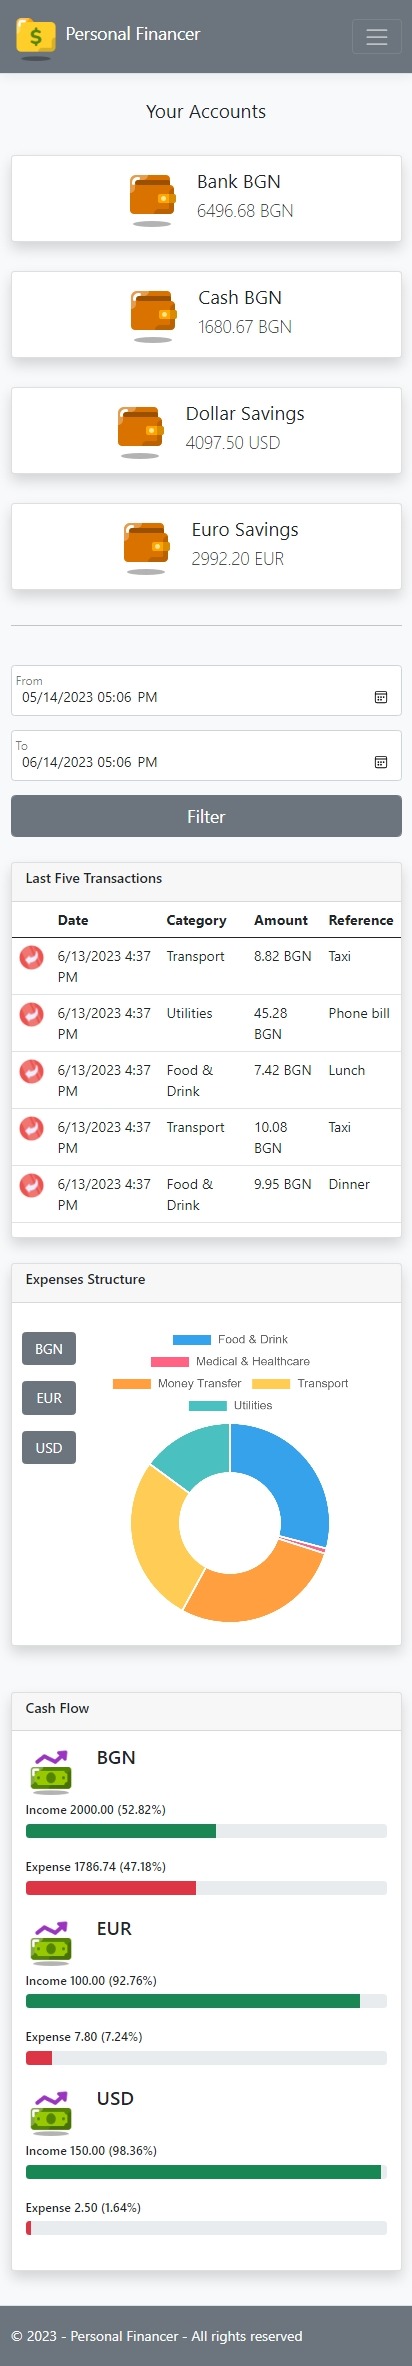 Personal Financer
Your Accounts
Bank BGN
6496.68 BGN
Cash BGN
1680.67 BGN
Dollar Savings
4097.50 USD
Euro Savings
2992.20 EUR
From
05/14/2023 05:06 PM
To
06/14/2023 05:06 PM
Filter
Last Five Transactions
Date Category Amount Reference
6/13/2023 4:37 Transport 8.82 BGN Taxi
PM
6/13/2023 4:37 Utilities 45.28 Phone bill
PM BGN
6/13/2023 4:37 Food & 7.42 BGN Lunch
PM Drink
6/13/2023 4:37 Transport 10.08 Taxi
PM BGN
6/13/2023 4:37 Food & 9.95 BGN Dinner
PM Drink
Expenses Structure
BGN
EUR
USD
Food & Drink
Medical & Healthcare
Money Transfer Transport
Utilities
Cash Flow
BGN
Income 2000.00 (52.82%)
Expense 1786.74 (47.18%)
EUR
Income 100.00 (92.76%)
Expense 7.80 (7.24%)
USD
Income 150.00 (98.36%)
Expense 2.50 (1.64%)
© 2023 - Personal Financer - All rights reserved